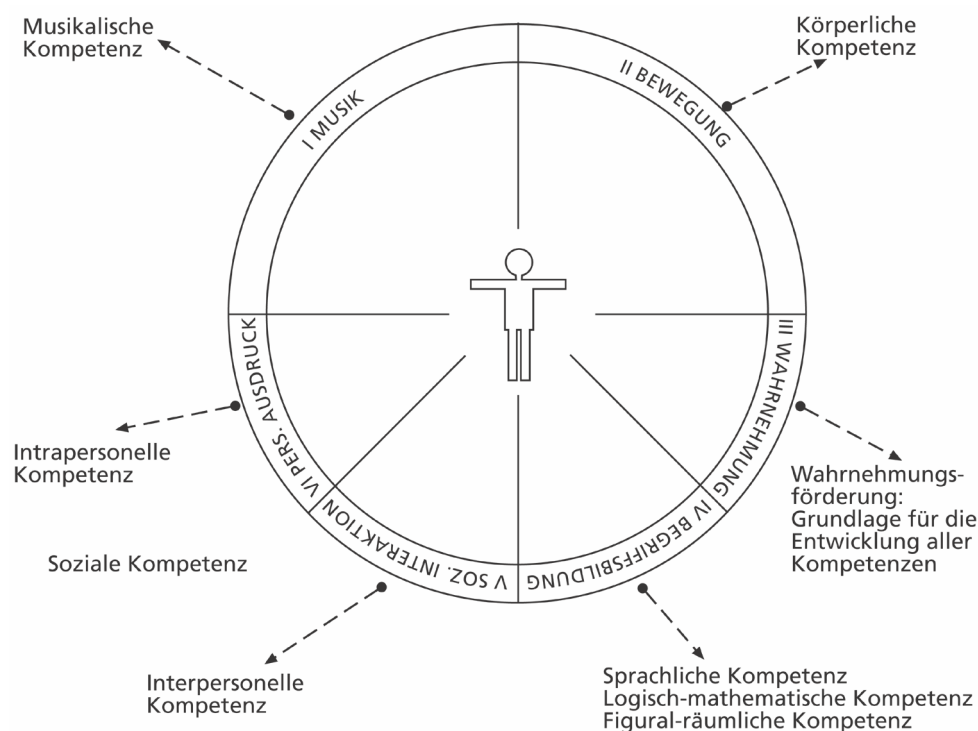 Musikalische
Kompetenz
Körperliche
Kompetenz
I MUSIK
II BEWEGUNG
III WAHRNEHMUNG
IV BEGRIFFSBILDUNG
V SOZ. INTERAKTION
VI PERS. AUSDRUCK
Intrapersonelle
Kompetenz
Wahrnehmungs-
förderung:
Grundlage für die
Entwicklung aller
Kompetenzen
Soziale Kompetenz
Interpersonelle
Kompetenz
Sprachliche Kompetenz
Logisch-mathematische Kompetenz
Figural-räumliche Kompetenz